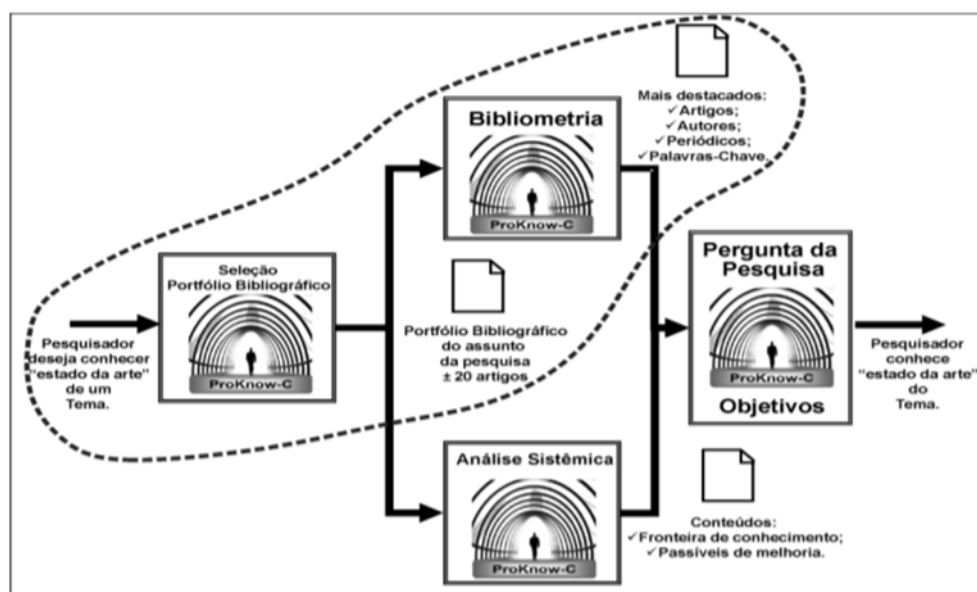 Mais destacados:
✓Artigos;
✓Autores;
✓Periódicos;
✓Palavras-Chave.
Bibliometria
ProKnow-C
Seleção
Portfólio Bibliográfico
ProKnow-C
Pesquisador
deseja conhecer
“estado da arte”
de um
Tema.
Portfólio Bibliográfico
do assunto
da pesquisa
± 20 artigos
Pergunta da
Pesquisa
ProKnow-C
Objetivos
Pesquisador
conhece
“estado da arte”
do
Tema.
Análise Sistêmica
ProKnow-C
Conteúdos:
✓Fronteira de conhecimento;
✓Passíveis de melhoria.